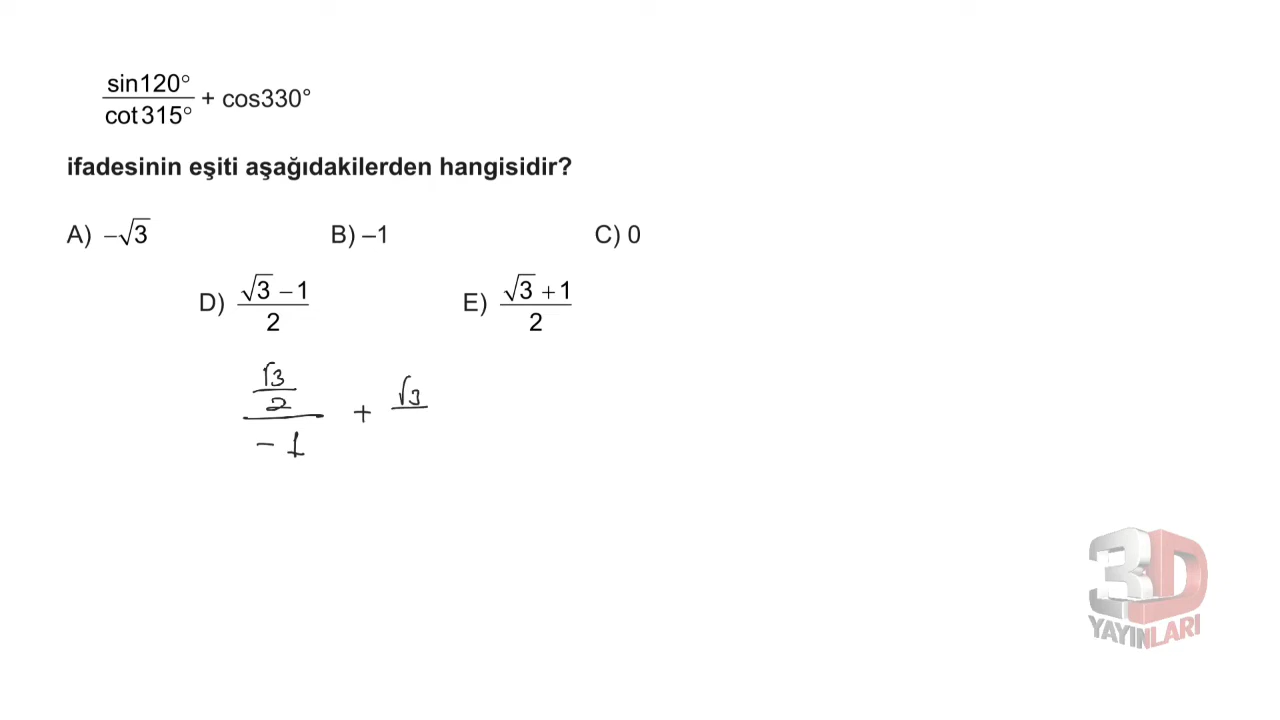 sin120°
cot315° + cos330°
ifadesinin eşiti aşağıdakilerden hangisidir?
A) –√3 B) –1 C) 0
D) (√3 – 1)/2 E) (√3 + 1)/2
√3/2 + √3
–1
3D
YAYINLARI